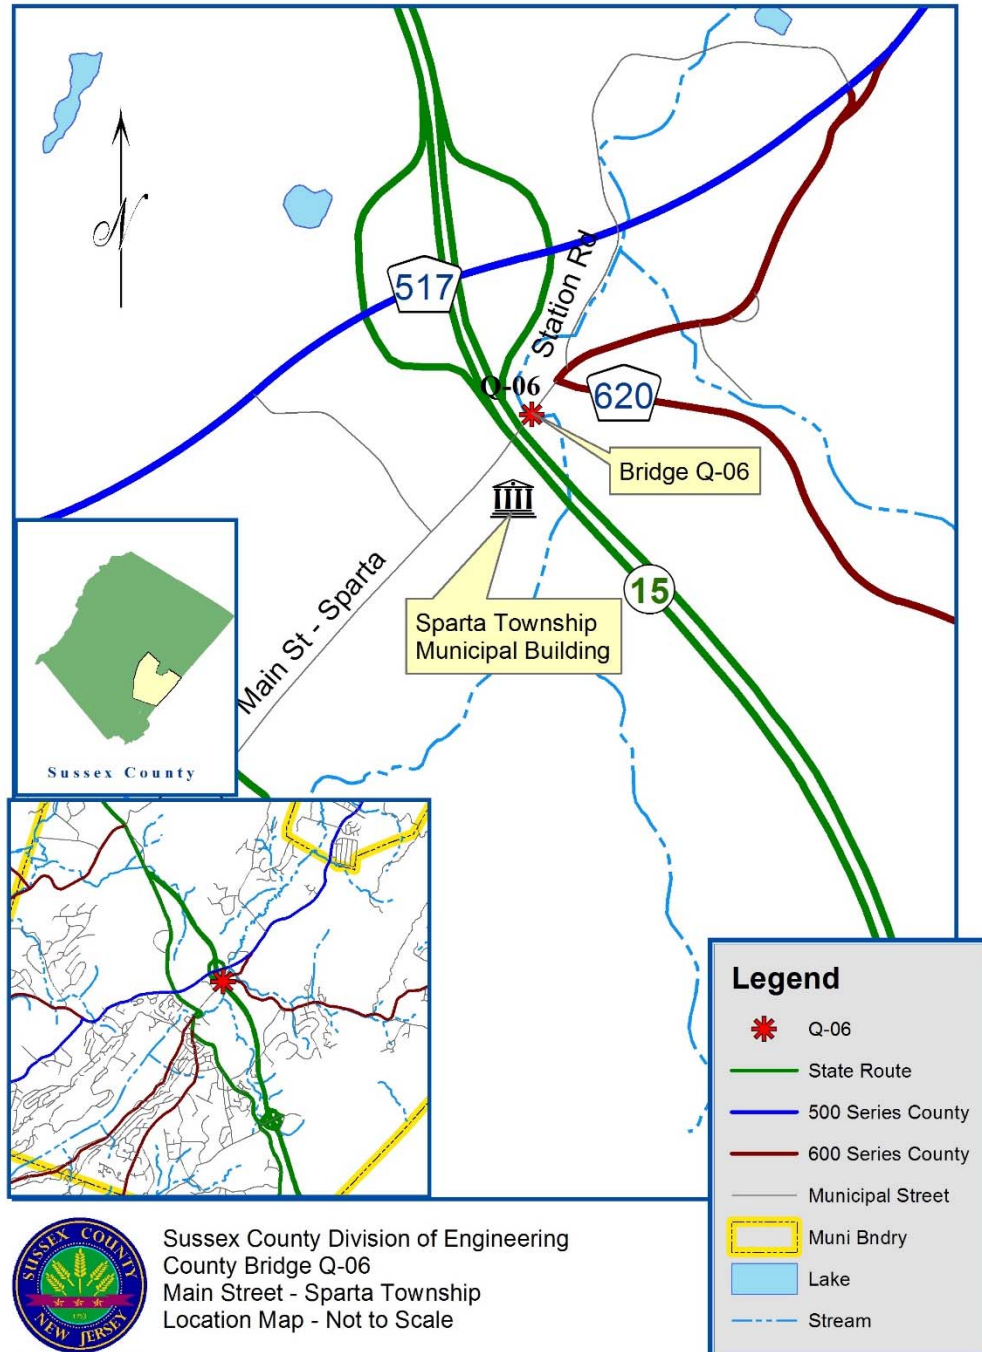 N
517
Station Rd
Q-06
620
Bridge Q-06
15
Sparta Township
Municipal Building
Main St - Sparta
Sussex County
Legend
Q-06
State Route
500 Series County
600 Series County
Municipal Street
Muni Bndry
Lake
Stream
SUSSEX COUNTY
1753
NEW JERSEY
Sussex County Division of Engineering
County Bridge Q-06
Main Street - Sparta Township
Location Map - Not to Scale